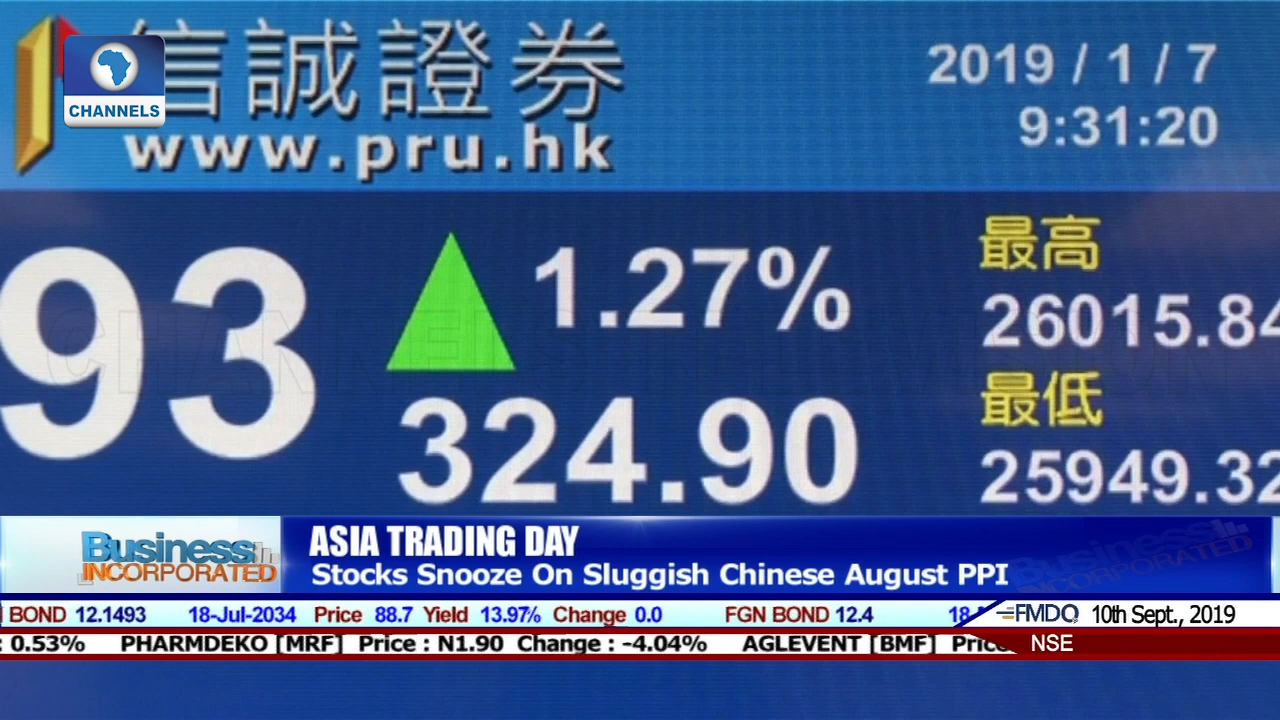 信誠證券
www.pru.hk
2019 / 1 / 7
9:31:20
CHANNELS
93
1.27%
324.90
最高
26015.84
最低
25949.32
Business
INCORPORATED
ASIA TRADING DAY
Stocks Snooze On Sluggish Chinese August PPI
BOND 12.1493 18-Jul-2034 Price 88.7 Yield 13.97% Change 0.0 FGN BOND 12.4 18
FMDQ 10th Sept., 2019
: 0.53% PHARMDEKO [MRF] Price : N1.90 Change : -4.04% AGLEVENT [BMF] Price
NSE